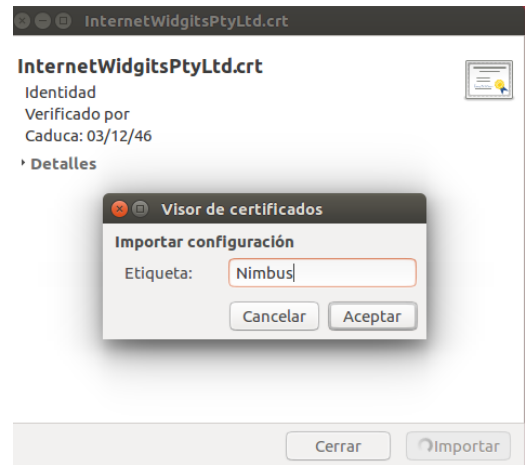 InternetWidgitsPtyLtd.crt
InternetWidgitsPtyLtd.crt
Identidad
Verificado por
Caduca: 03/12/46
Detalles
Visor de certificados
Importar configuración
Etiqueta: Nimbus
Cancelar Aceptar
Cerrar Importar